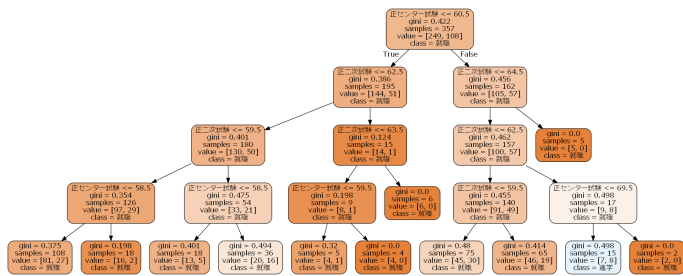 正センター試験 <= 60.5
gini = 0.422
samples = 357
value = [249, 108]
class = 就職
True
False
正二次試験 <= 62.5
gini = 0.386
samples = 195
value = [144, 51]
class = 就職
正二次試験 <= 64.5
gini = 0.456
samples = 162
value = [105, 57]
class = 就職
正二次試験 <= 59.5
gini = 0.401
samples = 180
value = [130, 50]
class = 就職
正二次試験 <= 63.5
gini = 0.124
samples = 15
value = [14, 1]
class = 就職
正二次試験 <= 62.5
gini = 0.462
samples = 157
value = [100, 57]
class = 就職
gini = 0.0
samples = 5
value = [5, 0]
class = 就職
正センター試験 <= 58.5
gini = 0.354
samples = 126
value = [97, 29]
class = 就職
正センター試験 <= 58.5
gini = 0.475
samples = 54
value = [33, 21]
class = 就職
正センター試験 <= 59.5
gini = 0.198
samples = 9
value = [8, 1]
class = 就職
gini = 0.0
samples = 6
value = [6, 0]
class = 就職
正二次試験 <= 59.5
gini = 0.455
samples = 140
value = [91, 49]
class = 就職
正センター試験 <= 69.5
gini = 0.498
samples = 17
value = [9, 8]
class = 就職
gini = 0.375
samples = 108
value = [81, 27]
class = 就職
gini = 0.198
samples = 18
value = [16, 2]
class = 就職
gini = 0.401
samples = 18
value = [13, 5]
class = 就職
gini = 0.494
samples = 36
value = [20, 16]
class = 就職
gini = 0.32
samples = 5
value = [4, 1]
class = 就職
gini = 0.0
samples = 4
value = [4, 0]
class = 就職
gini = 0.48
samples = 75
value = [45, 30]
class = 就職
gini = 0.414
samples = 65
value = [46, 19]
class = 就職
gini = 0.498
samples = 15
value = [7, 8]
class = 進学
gini = 0.0
samples = 2
value = [2, 0]
class = 就職